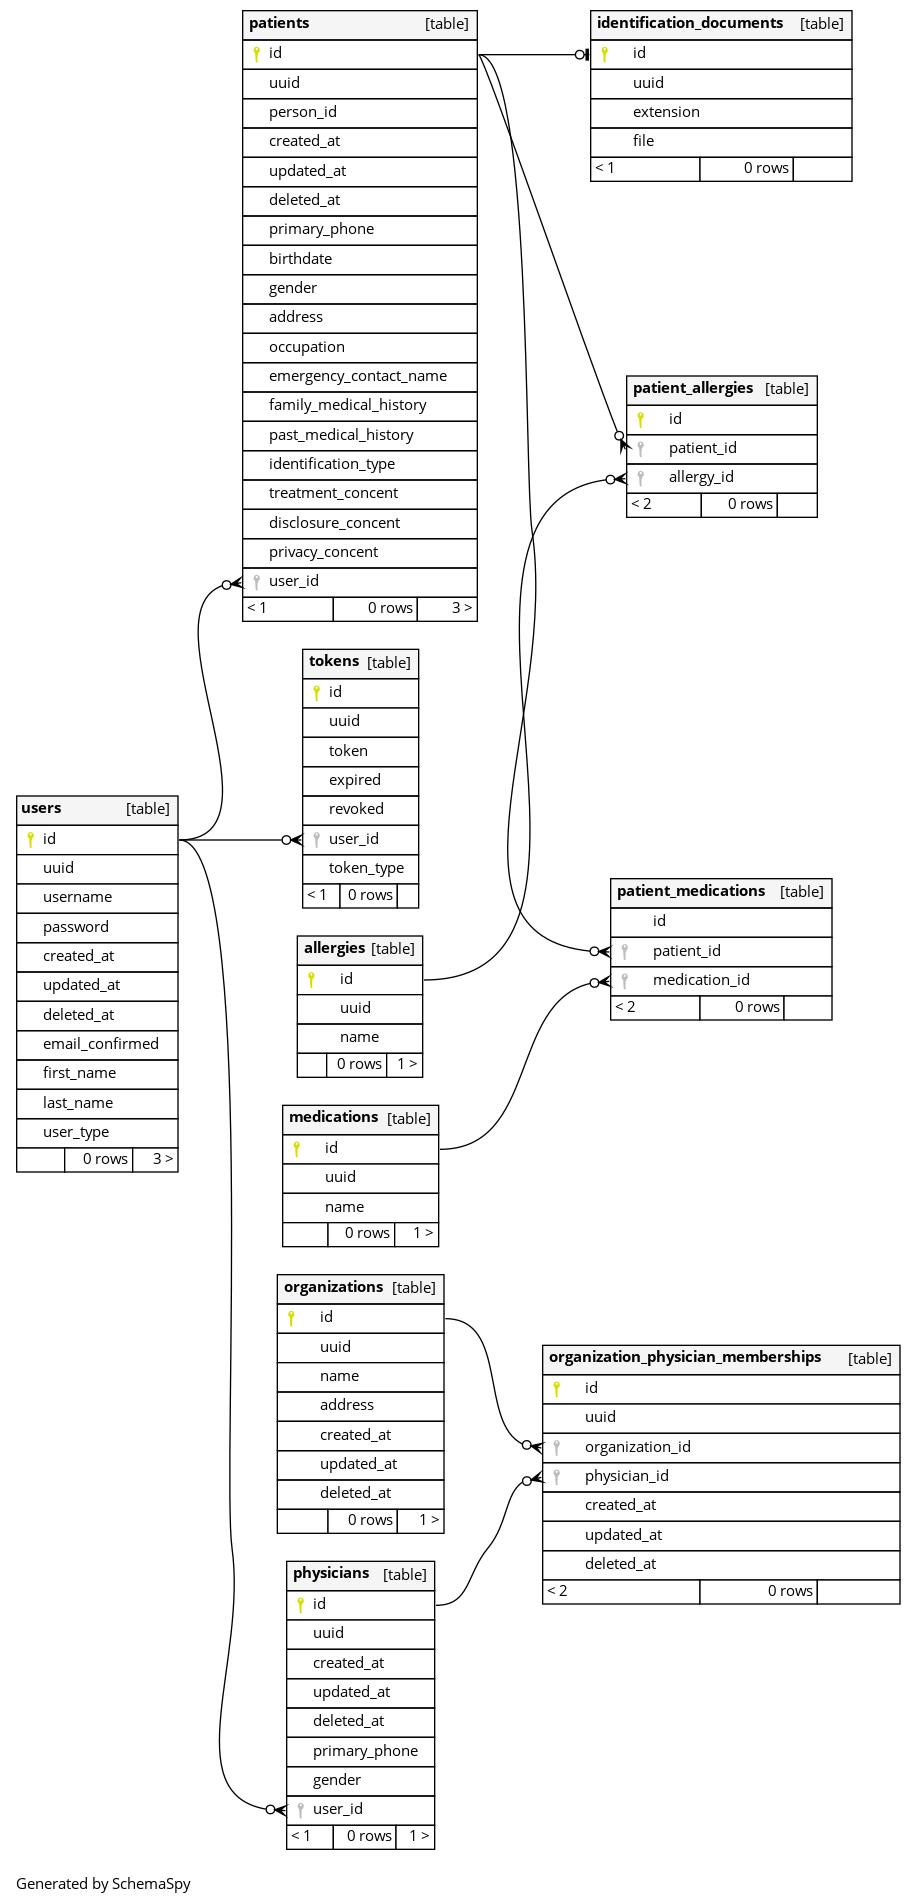 patients [table]
id
uuid
person_id
created_at
updated_at
deleted_at
primary_phone
birthdate
gender
address
occupation
emergency_contact_name
family_medical_history
past_medical_history
identification_type
treatment_concent
disclosure_concent
privacy_concent
user_id
< 1 0 rows 3 >
identification_documents [table]
id
uuid
extension
file
< 1 0 rows
patient_allergies [table]
id
patient_id
allergy_id
< 2 0 rows
tokens [table]
id
uuid
token
expired
revoked
user_id
token_type
< 1 0 rows
users [table]
id
uuid
username
password
created_at
updated_at
deleted_at
email_confirmed
first_name
last_name
user_type
0 rows 3 >
allergies [table]
id
uuid
name
0 rows 1 >
patient_medications [table]
id
patient_id
medication_id
< 2 0 rows
medications [table]
id
uuid
name
0 rows 1 >
organizations [table]
id
uuid
name
address
created_at
updated_at
deleted_at
0 rows 1 >
organization_physician_memberships [table]
id
uuid
organization_id
physician_id
created_at
updated_at
deleted_at
< 2 0 rows
physicians [table]
id
uuid
created_at
updated_at
deleted_at
primary_phone
gender
user_id
< 1 0 rows 1 >
Generated by SchemaSpy